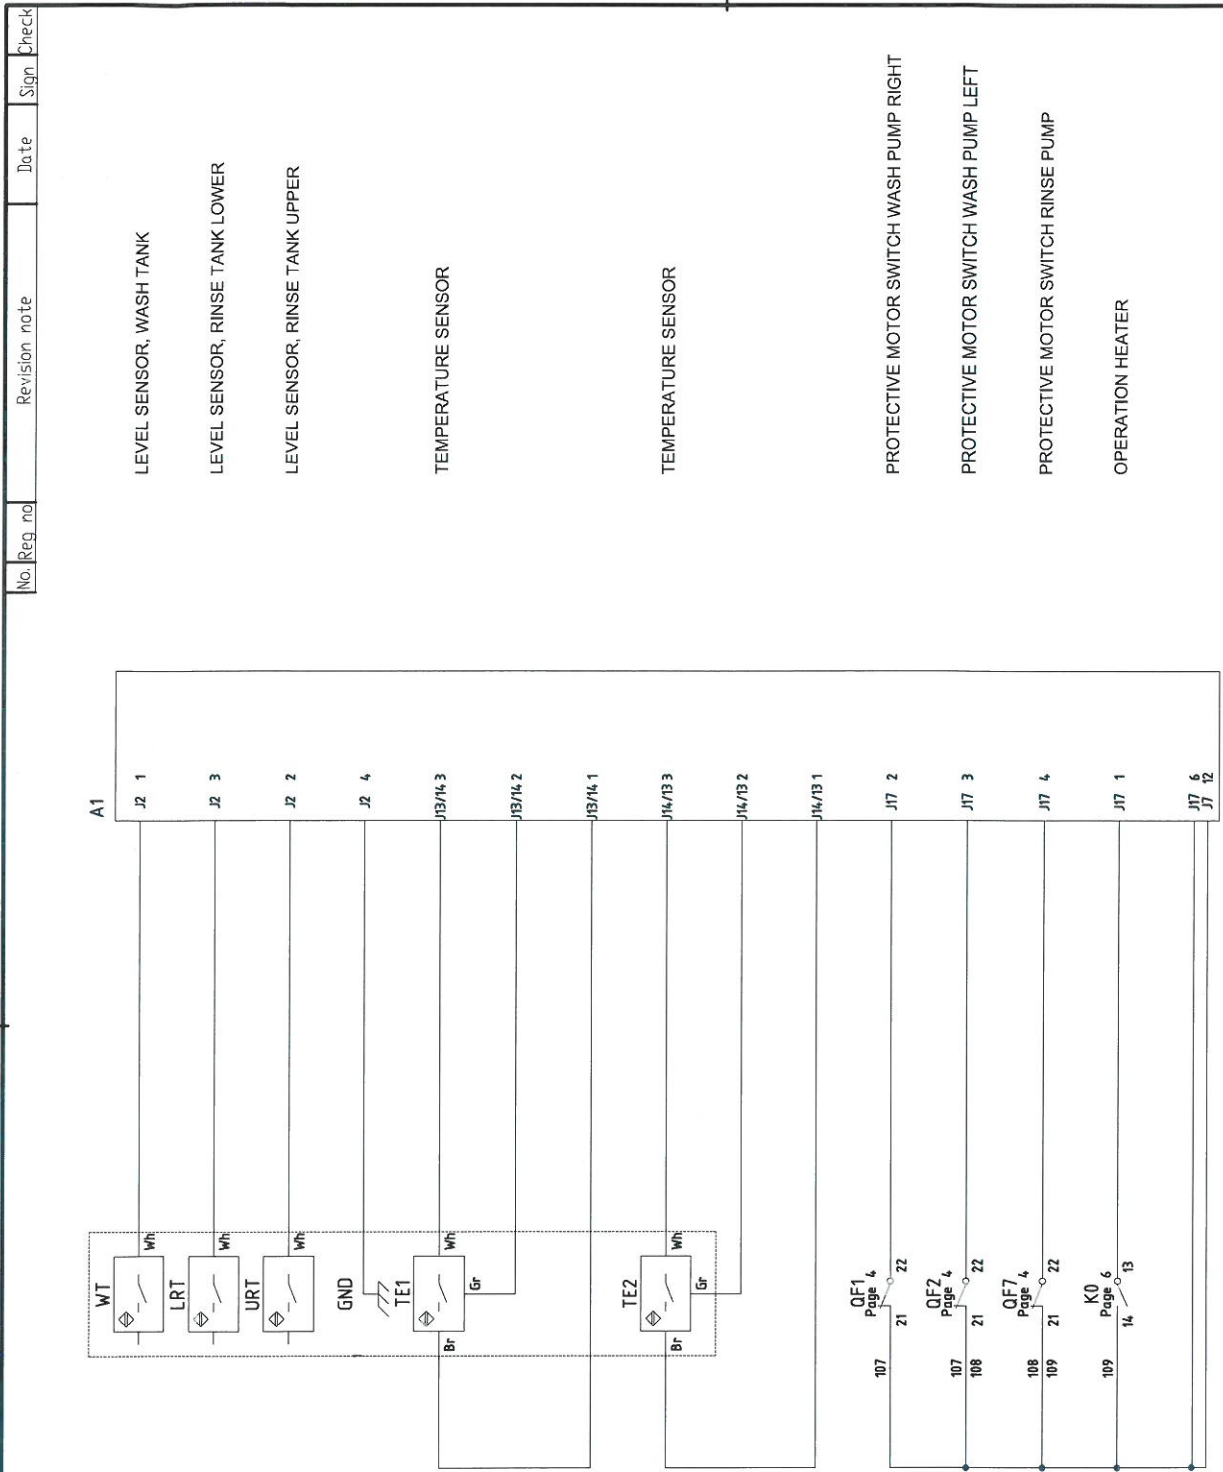 No. Reg no Revision note Date Sign Check
LEVEL SENSOR, WASH TANK
LEVEL SENSOR, RINSE TANK LOWER
LEVEL SENSOR, RINSE TANK UPPER
TEMPERATURE SENSOR
TEMPERATURE SENSOR
PROTECTIVE MOTOR SWITCH WASH PUMP RIGHT
PROTECTIVE MOTOR SWITCH WASH PUMP LEFT
PROTECTIVE MOTOR SWITCH RINSE PUMP
OPERATION HEATER
A1
J2 1
J2 3
J2 2
J2 4
J13/14 3
J13/14 2
J13/14 1
J14/13 3
J14/13 2
J14/13 1
J17 2
J17 3
J17 4
J17 1
J17 6
J7 12
WT
Wh
LRT
Wh
URT
Wh
GND
TE1
Br
Wh
Gr
TE2
Br
Wh
Gr
QF1
Page 4
21 22
107
QF2
Page 4
21 22
107
108
QF7
Page 4
21 22
108
109
K0
Page 6
14 13
109